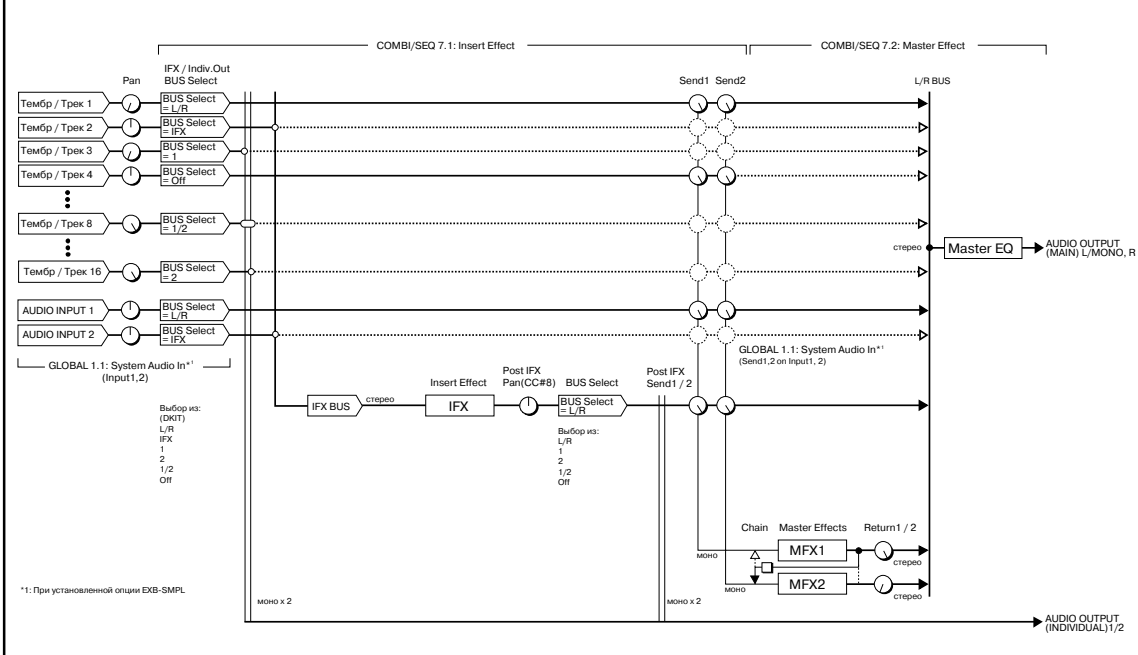 COMBI/SEQ 7.1: Insert Effect
COMBI/SEQ 7.2: Master Effect
Pan
IFX / Indiv.Out
BUS Select
Send1 Send2
L/R BUS
Тембр / Трек 1
BUS Select
= L/R
Тембр / Трек 2
BUS Select
= IFX
Тембр / Трек 3
BUS Select
= 1
Тембр / Трек 4
BUS Select
= Off
Тембр / Трек 8
BUS Select
= 1/2
стерео
Master EQ
AUDIO OUTPUT
(MAIN) L/MONO, R
Тембр / Трек 16
BUS Select
= 2
AUDIO INPUT 1
BUS Select
= L/R
AUDIO INPUT 2
BUS Select
= IFX
GLOBAL 1.1: System Audio In*1
(Input1,2)
GLOBAL 1.1: System Audio In*1
(Send1,2 on Input1, 2)
Insert Effect
Post IFX
Pan(CC#8)
BUS Select
Post IFX
Send1 / 2
IFX BUS
стерео
IFX
BUS Select
= L/R
Выбор из:
(DKIT)
L/R
IFX
1
2
1/2
Off
Выбор из:
L/R
1
2
1/2
Off
Chain
Master Effects
Return1 / 2
моно
MFX1
стерео
моно
MFX2
стерео
*1: При установленной опции EXB-SMPL
моно x 2
моно x 2
AUDIO OUTPUT
(INDIVIDUAL)1/2